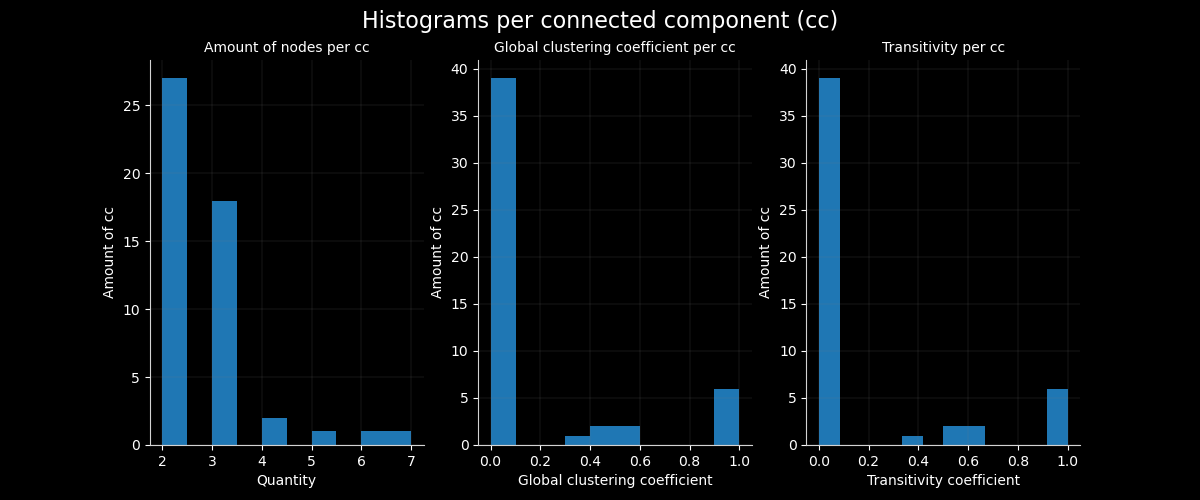 Histograms per connected component (cc)
Amount of nodes per cc
Global clustering coefficient per cc
Transitivity per cc
Amount of cc
25
20
15
10
5
0
2 3 4 5 6 7
Quantity
Amount of cc
40
35
30
25
20
15
10
5
0
0.0 0.2 0.4 0.6 0.8 1.0
Global clustering coefficient
Amount of cc
40
35
30
25
20
15
10
5
0
0.0 0.2 0.4 0.6 0.8 1.0
Transitivity coefficient